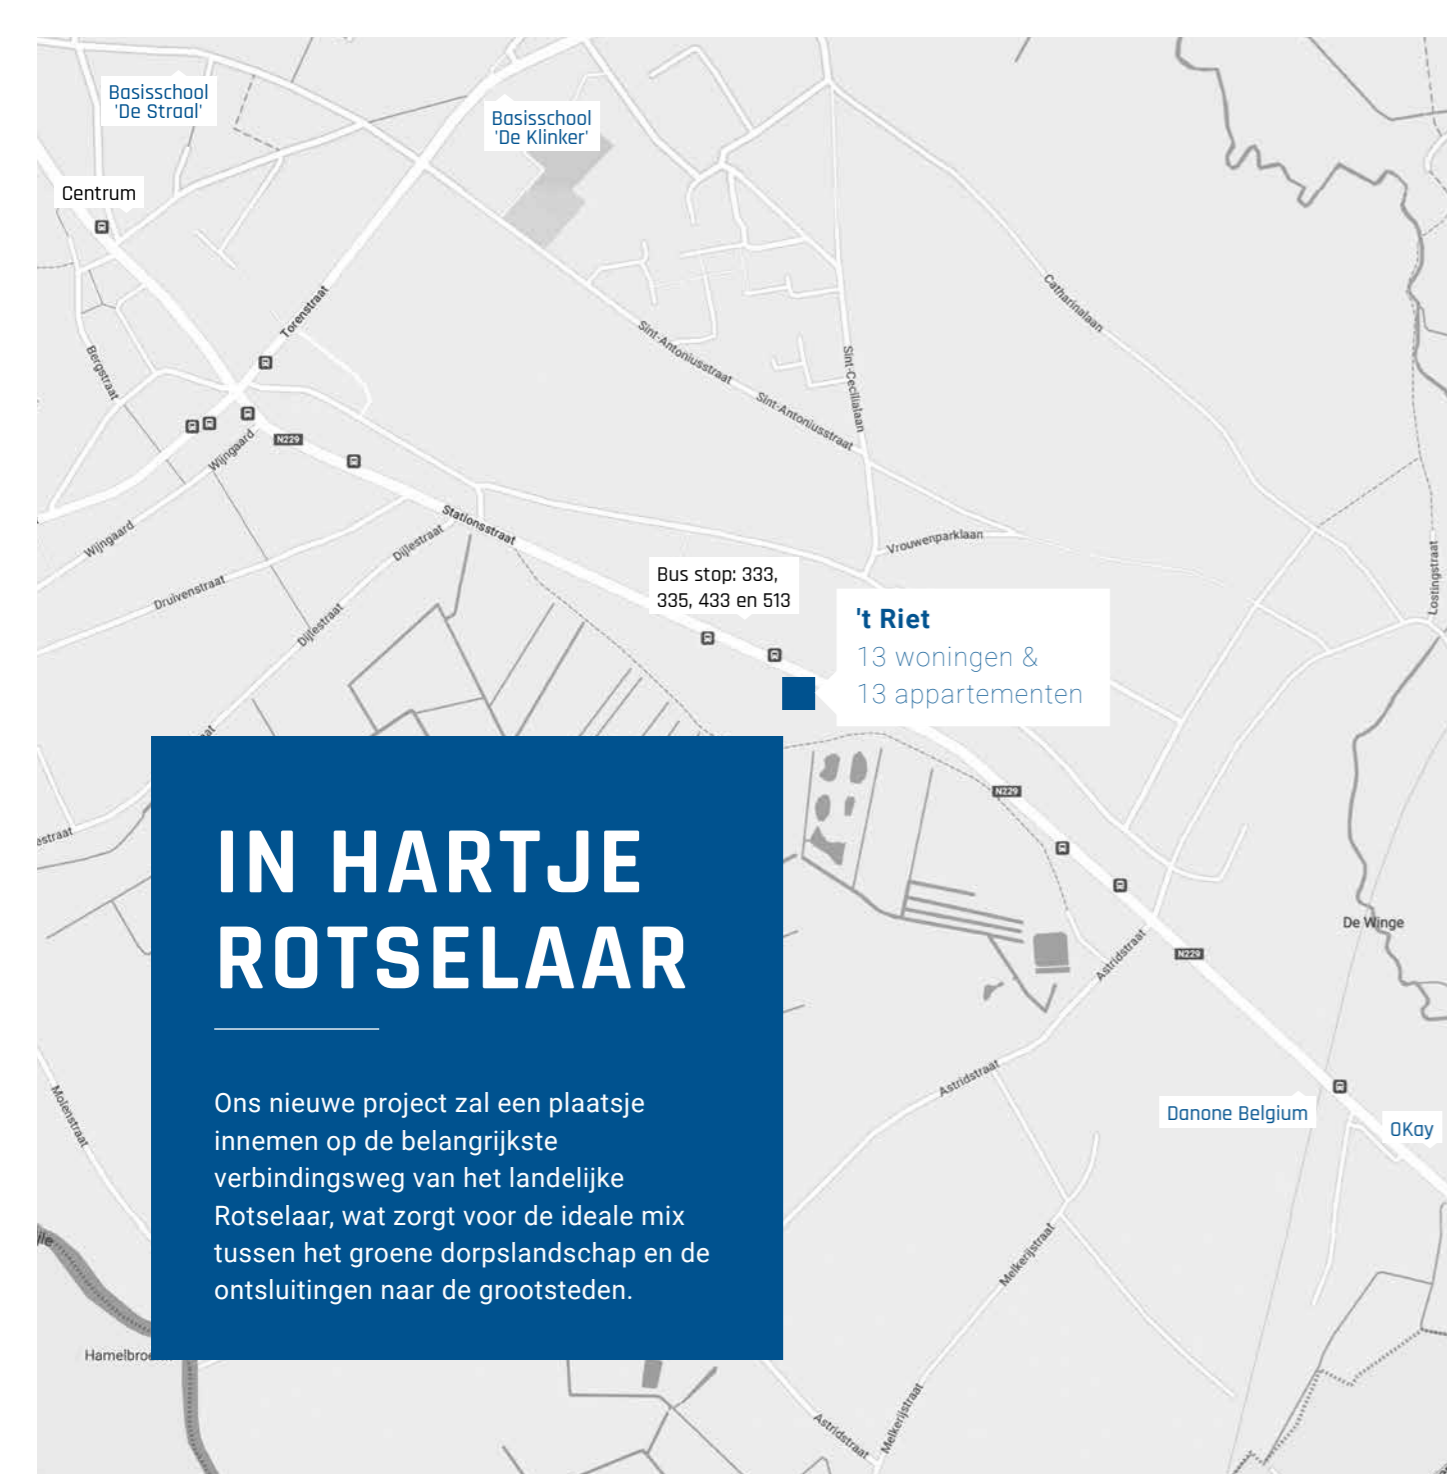 Basisschool
'De Straal'
Basisschool
'De Klinker'
Centrum
Torenstraat
Catharinalaan
Bergstraat
Sint-Antoniusstraat
Sint-Cecilialaan
Sint-Antoniusstraat
N229
Wijngaard
Stationsstraat
Wijngaard
Dijlestraat
Vrouwenparklaan
Lostingstraat
Druivenstraat
Dijlestraat
Bus stop: 333,
335, 433 en 513
't Riet
13 woningen &
13 appartementen
N229
IN HARTJE
ROTSELAAR
De Winge
Astridstraat
N229
Astridstraat
Molenstraat
Danone Belgium
OKay
Ons nieuwe project zal een plaatsje
innemen op de belangrijkste
verbindingsweg van het landelijke
Rotselaar, wat zorgt voor de ideale mix
tussen het groene dorpslandschap en de
ontsluitingen naar de grootsteden.
Melkerijstraat
Melkerijstraat
Astridstraat